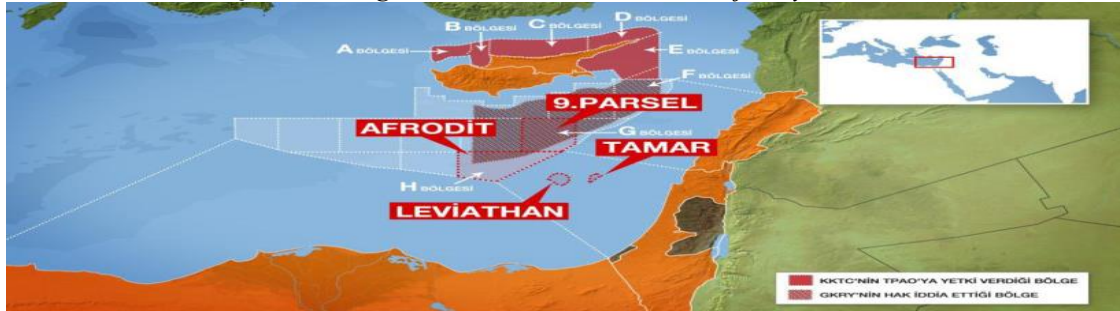 A BÖLGESİ
B BÖLGESİ
C BÖLGESİ
D BÖLGESİ
E BÖLGESİ
F BÖLGESİ
9.PARSEL
AFRODİT
G BÖLGESİ
TAMAR
H BÖLGESİ
LEVİATHAN
KKTC'NİN TPAO'YA YETKİ VERDİĞİ BÖLGE
GKRY'NİN HAK İDDİA ETTİĞİ BÖLGE